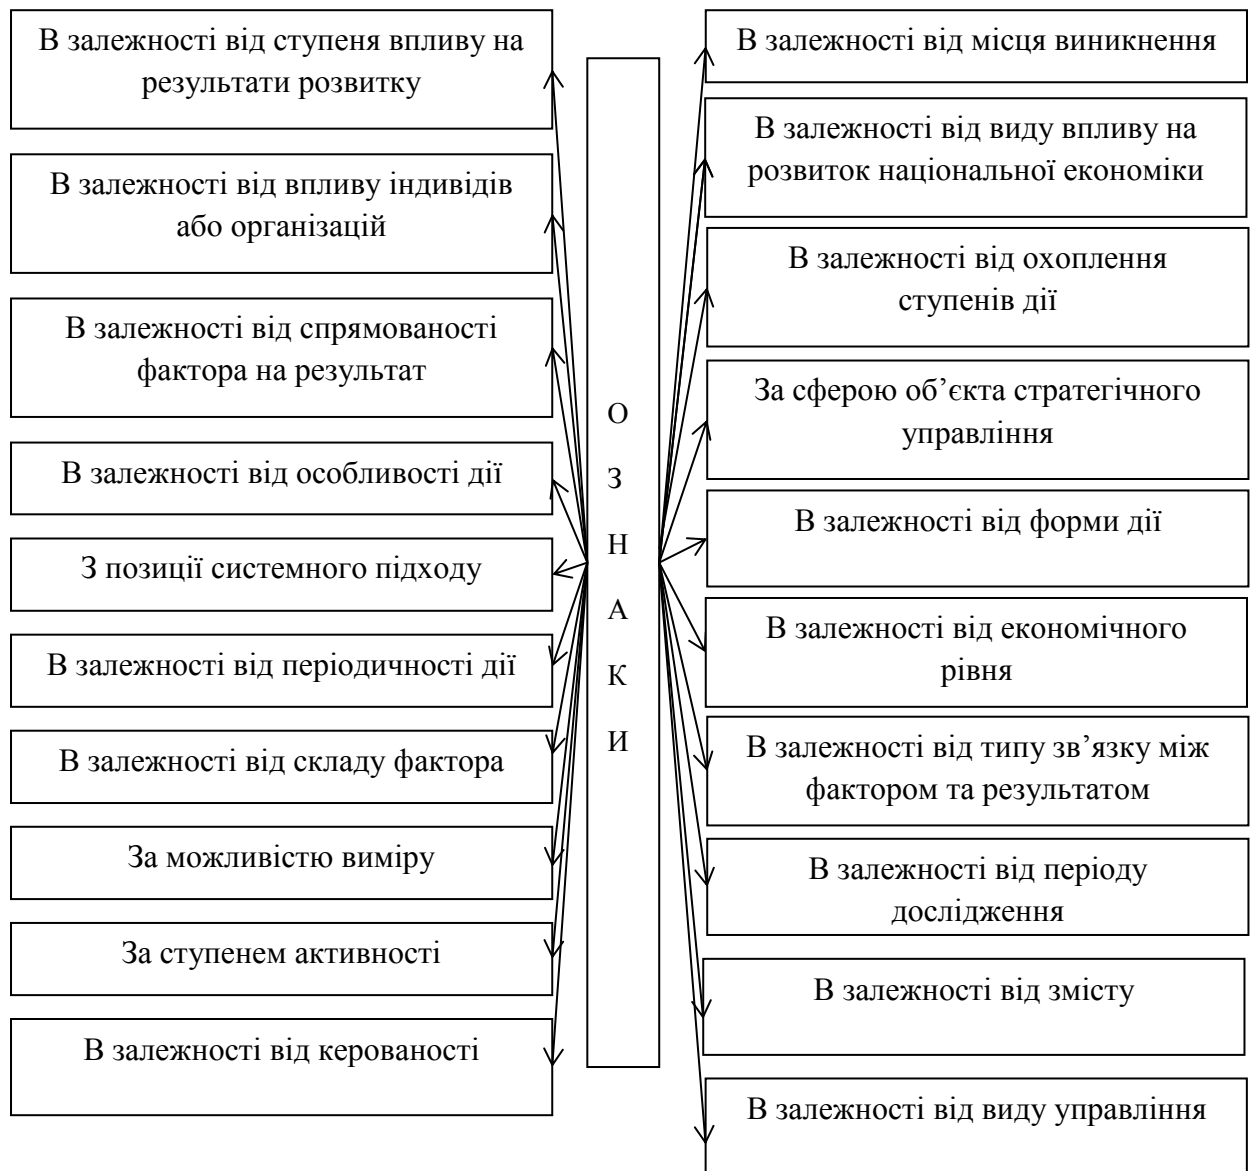 В залежності від ступеня впливу на
результати розвитку
В залежності від впливу індивідів
або організацій
В залежності від спрямованості
фактора на результат
В залежності від особливості дії
З позиції системного підходу
В залежності від періодичності дії
В залежності від складу фактора
За можливістю виміру
За ступенем активності
В залежності від керованості
О
З
Н
А
К
И
В залежності від місця виникнення
В залежності від виду впливу на
розвиток національної економіки
В залежності від охоплення
ступенів дії
За сферою об’єкта стратегічного
управління
В залежності від форми дії
В залежності від економічного
рівня
В залежності від типу зв’язку між
фактором та результатом
В залежності від періоду
дослідження
В залежності від змісту
В залежності від виду управління